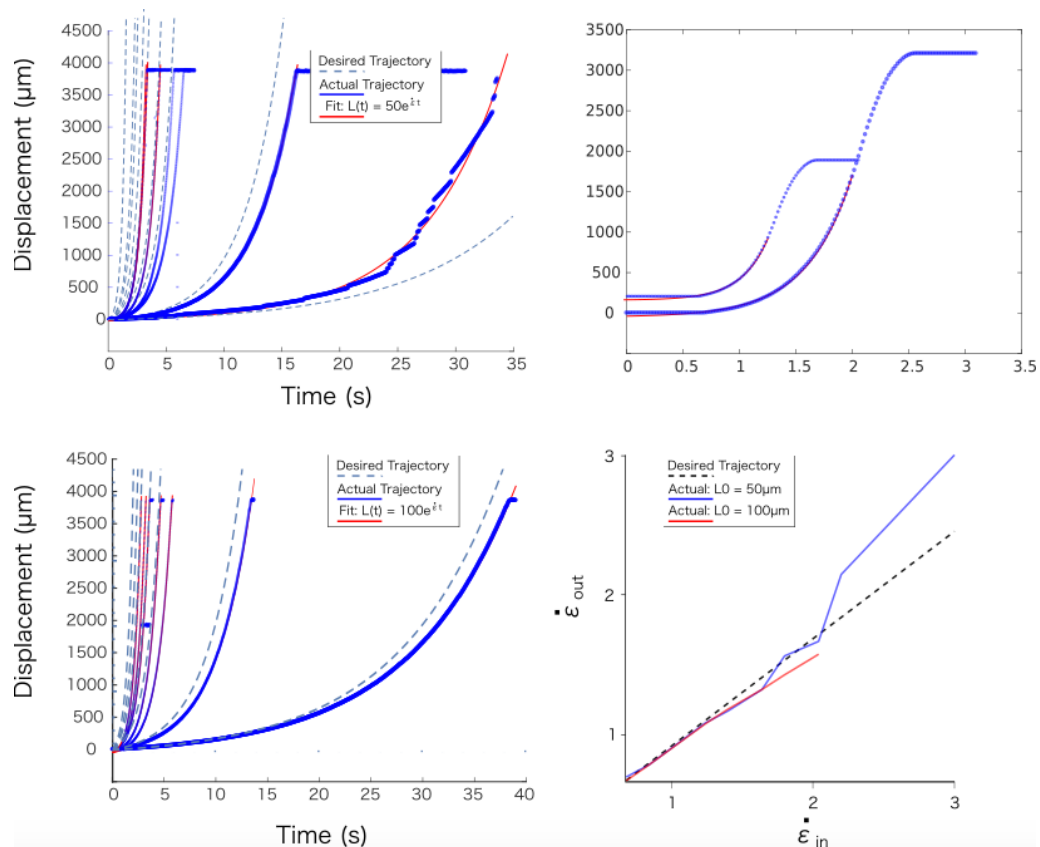 4500
4000
3500
3000
2500
2000
1500
1000
500
0
Displacement (μm)
0 5 10 15 20 25 30 35
Time (s)
Desired Trajectory
Actual Trajectory
Fit: L(t) = 50e^ε̇t
3500
3000
2500
2000
1500
1000
500
0
-500
0 0.5 1.0 1.5 2.0 2.5 3.0 3.5
4500
4000
3500
3000
2500
2000
1500
1000
500
0
Displacement (μm)
0 5 10 15 20 25 30 35 40
Time (s)
Desired Trajectory
Actual Trajectory
Fit: L(t) = 100e^ε̇t
3
2
1
ε̇ out
1 2 3
ε̇ in
Desired Trajectory
Actual: L0 = 50μm
Actual: L0 = 100μm